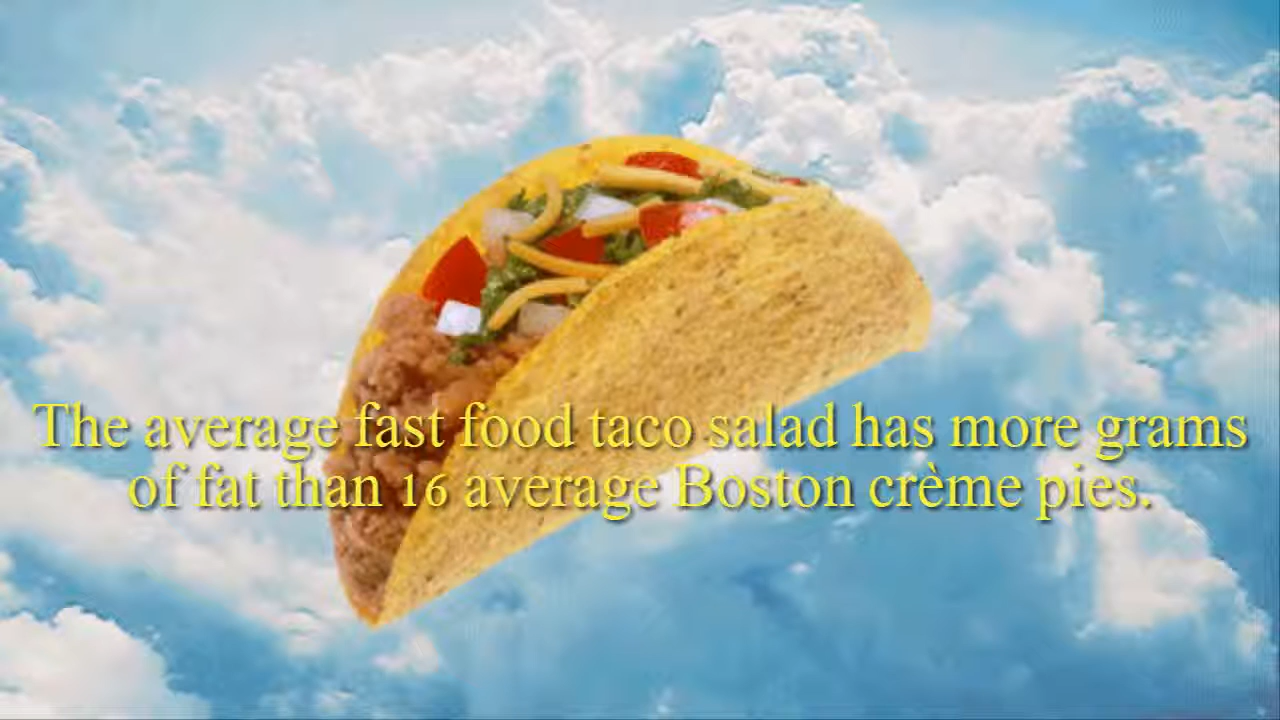 The average fast food taco salad has more grams
of fat than 16 average Boston crème pies.